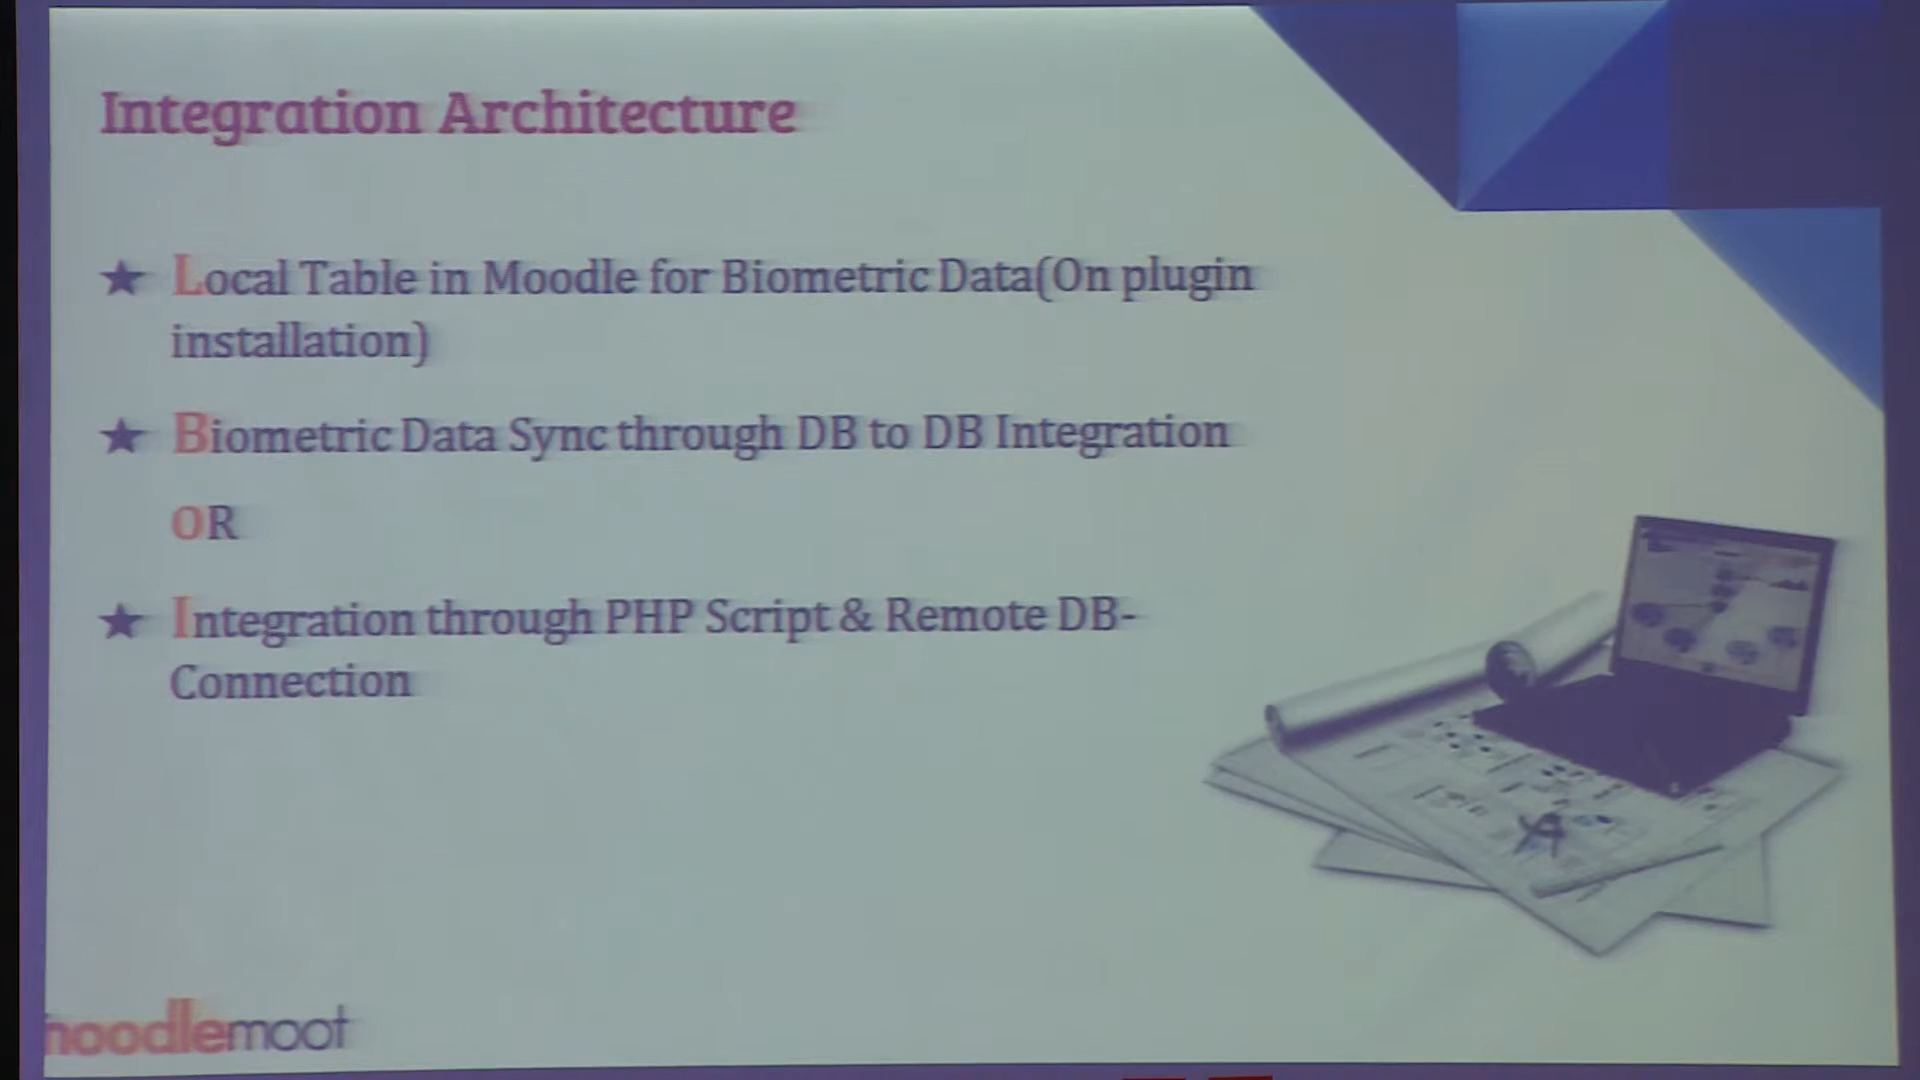 Integration Architecture
★ Local Table in Moodle for Biometric Data(On plugin
installation)
★ Biometric Data Sync through DB to DB Integration
OR
★ Integration through PHP Script & Remote DB-
Connection
moodlemoot